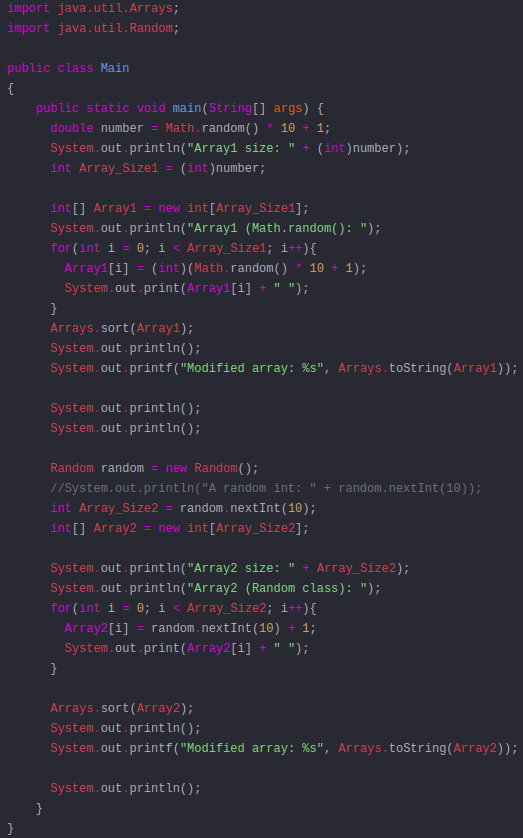 import java.util.Arrays;
import java.util.Random;

public class Main
{
    public static void main(String[] args) {
      double number = Math.random() * 10 + 1;
      System.out.println("Array1 size: " + (int)number);
      int Array_Size1 = (int)number;

      int[] Array1 = new int[Array_Size1];
      System.out.println("Array1 (Math.random(): ");
      for(int i = 0; i < Array_Size1; i++){
        Array1[i] = (int)(Math.random() * 10 + 1);
        System.out.print(Array1[i] + " ");
      }
      Arrays.sort(Array1);
      System.out.println();
      System.out.printf("Modified array: %s", Arrays.toString(Array1));

      System.out.println();
      System.out.println();

      Random random = new Random();
      //System.out.println("A random int: " + random.nextInt(10));
      int Array_Size2 = random.nextInt(10);
      int[] Array2 = new int[Array_Size2];

      System.out.println("Array2 size: " + Array_Size2);
      System.out.println("Array2 (Random class): ");
      for(int i = 0; i < Array_Size2; i++){
        Array2[i] = random.nextInt(10) + 1;
        System.out.print(Array2[i] + " ");
      }

      Arrays.sort(Array2);
      System.out.println();
      System.out.printf("Modified array: %s", Arrays.toString(Array2));

      System.out.println();
    }
}